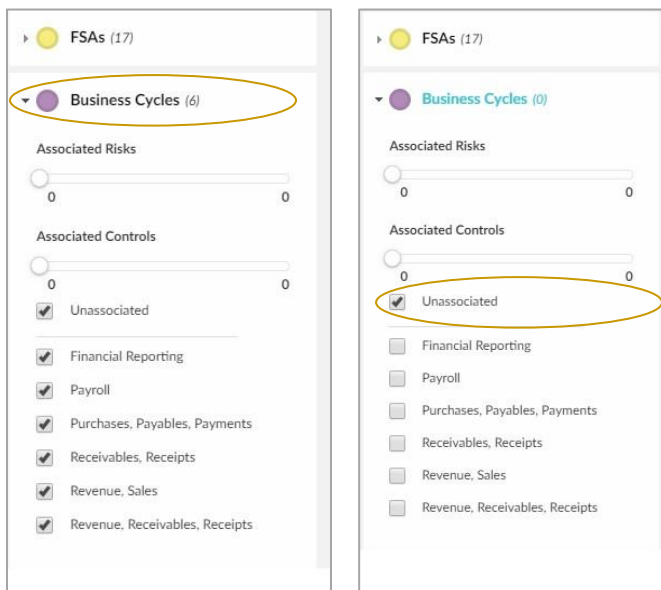 FSAs (17)
Business Cycles (6)
Associated Risks
0 0
Associated Controls
0 0
Unassociated
Financial Reporting
Payroll
Purchases, Payables, Payments
Receivables, Receipts
Revenue, Sales
Revenue, Receivables, Receipts
FSAs (17)
Business Cycles (0)
Associated Risks
0 0
Associated Controls
0 0
Unassociated
Financial Reporting
Payroll
Purchases, Payables, Payments
Receivables, Receipts
Revenue, Sales
Revenue, Receivables, Receipts